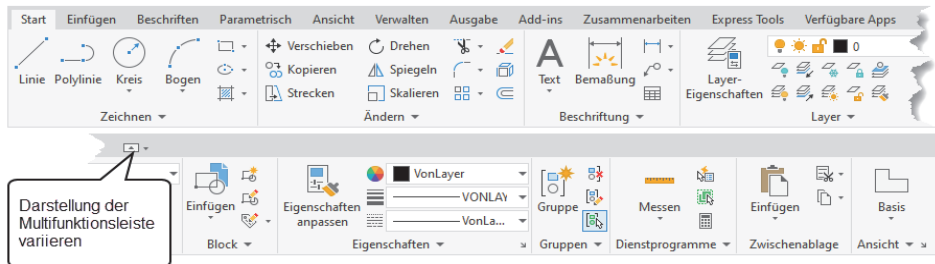 Start Einfügen Beschriften Parametrisch Ansicht Verwalten Ausgabe Add-ins Zusammenarbeiten Express Tools Verfügbare Apps
Linie Polylinie Kreis Bogen
Verschieben Drehen
Kopieren Spiegeln
Strecken Skalieren
Text Bemaßung
Layer-
Eigenschaften
0
Zeichnen Ändern Beschriftung Layer
Darstellung der
Multifunktionsleiste
variieren
Einfügen
Eigenschaften
anpassen
VonLayer
VONLAY
VonLa...
Gruppe
Messen
Einfügen
Basis
Block Eigenschaften Gruppen Dienstprogramme Zwischenablage Ansicht